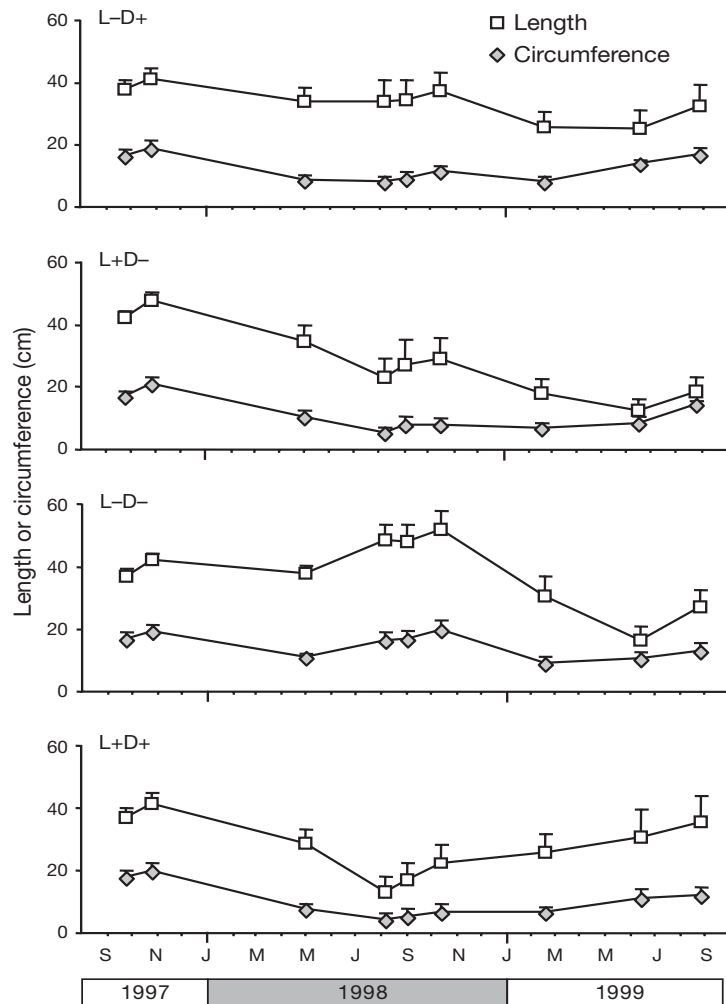 L–D+
Length
Circumference
60
40
20
0
L+D–
60
40
20
0
Length or circumference (cm)
L–D–
60
40
20
0
L+D+
60
40
20
0
S N J M M J S N J M M J S
1997 1998 1999